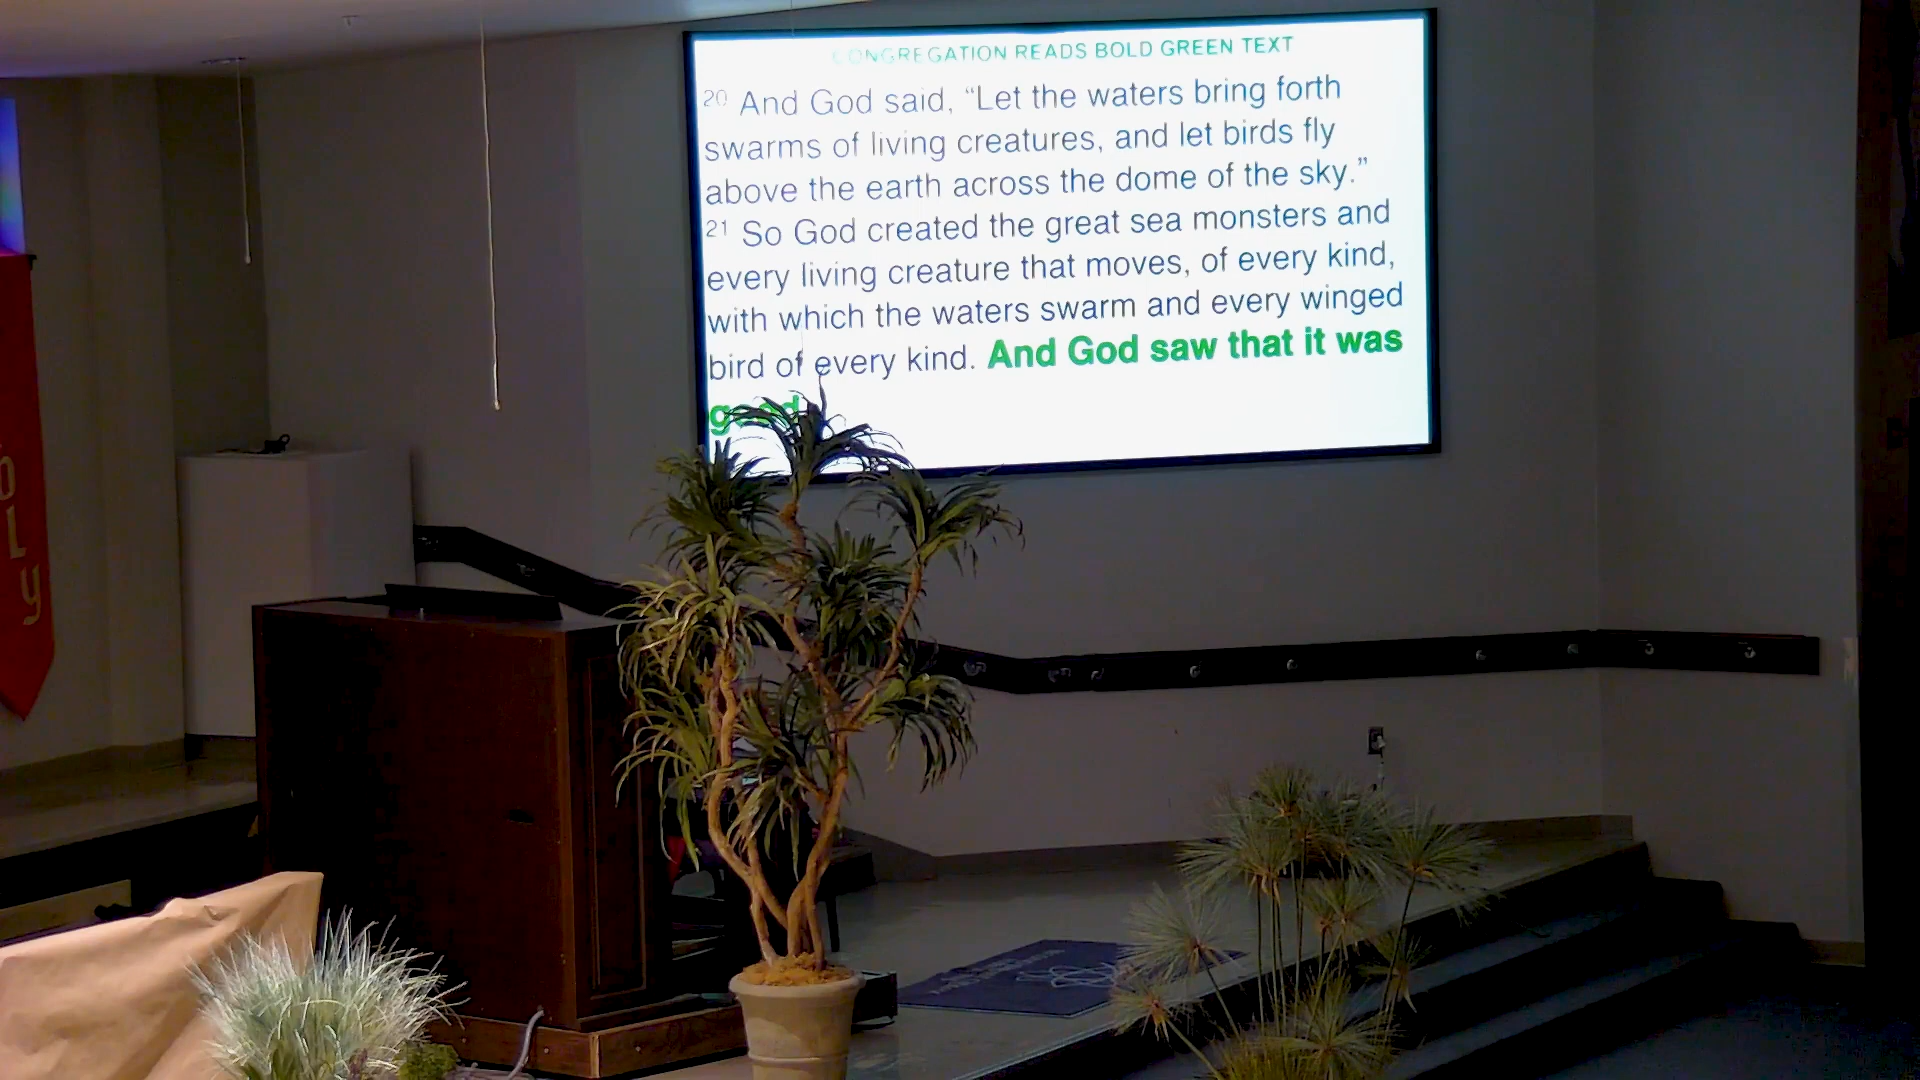 CONGREGATION READS BOLD GREEN TEXT
20 And God said, “Let the waters bring forth
swarms of living creatures, and let birds fly
above the earth across the dome of the sky.”
21 So God created the great sea monsters and
every living creature that moves, of every kind,
with which the waters swarm and every winged
bird of every kind. And God saw that it was
good
oly